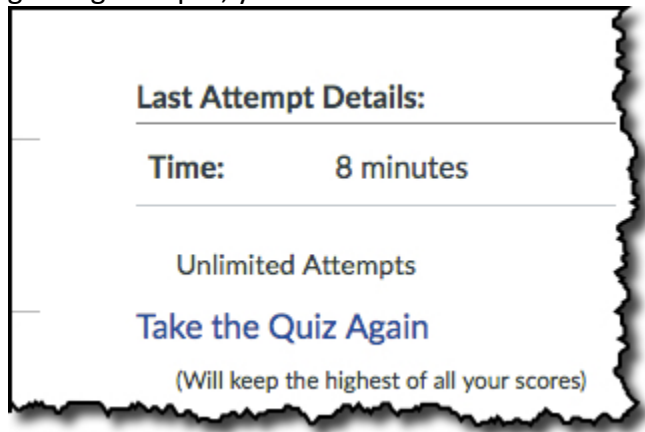 Last Attempt Details:
Time: 8 minutes
Unlimited Attempts
Take the Quiz Again
(Will keep the highest of all your scores)